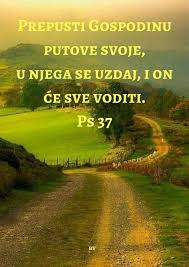 Prepusti Gospodinu
putove svoje,
u njega se uzdaj, i on
će sve voditi.
Ps 37